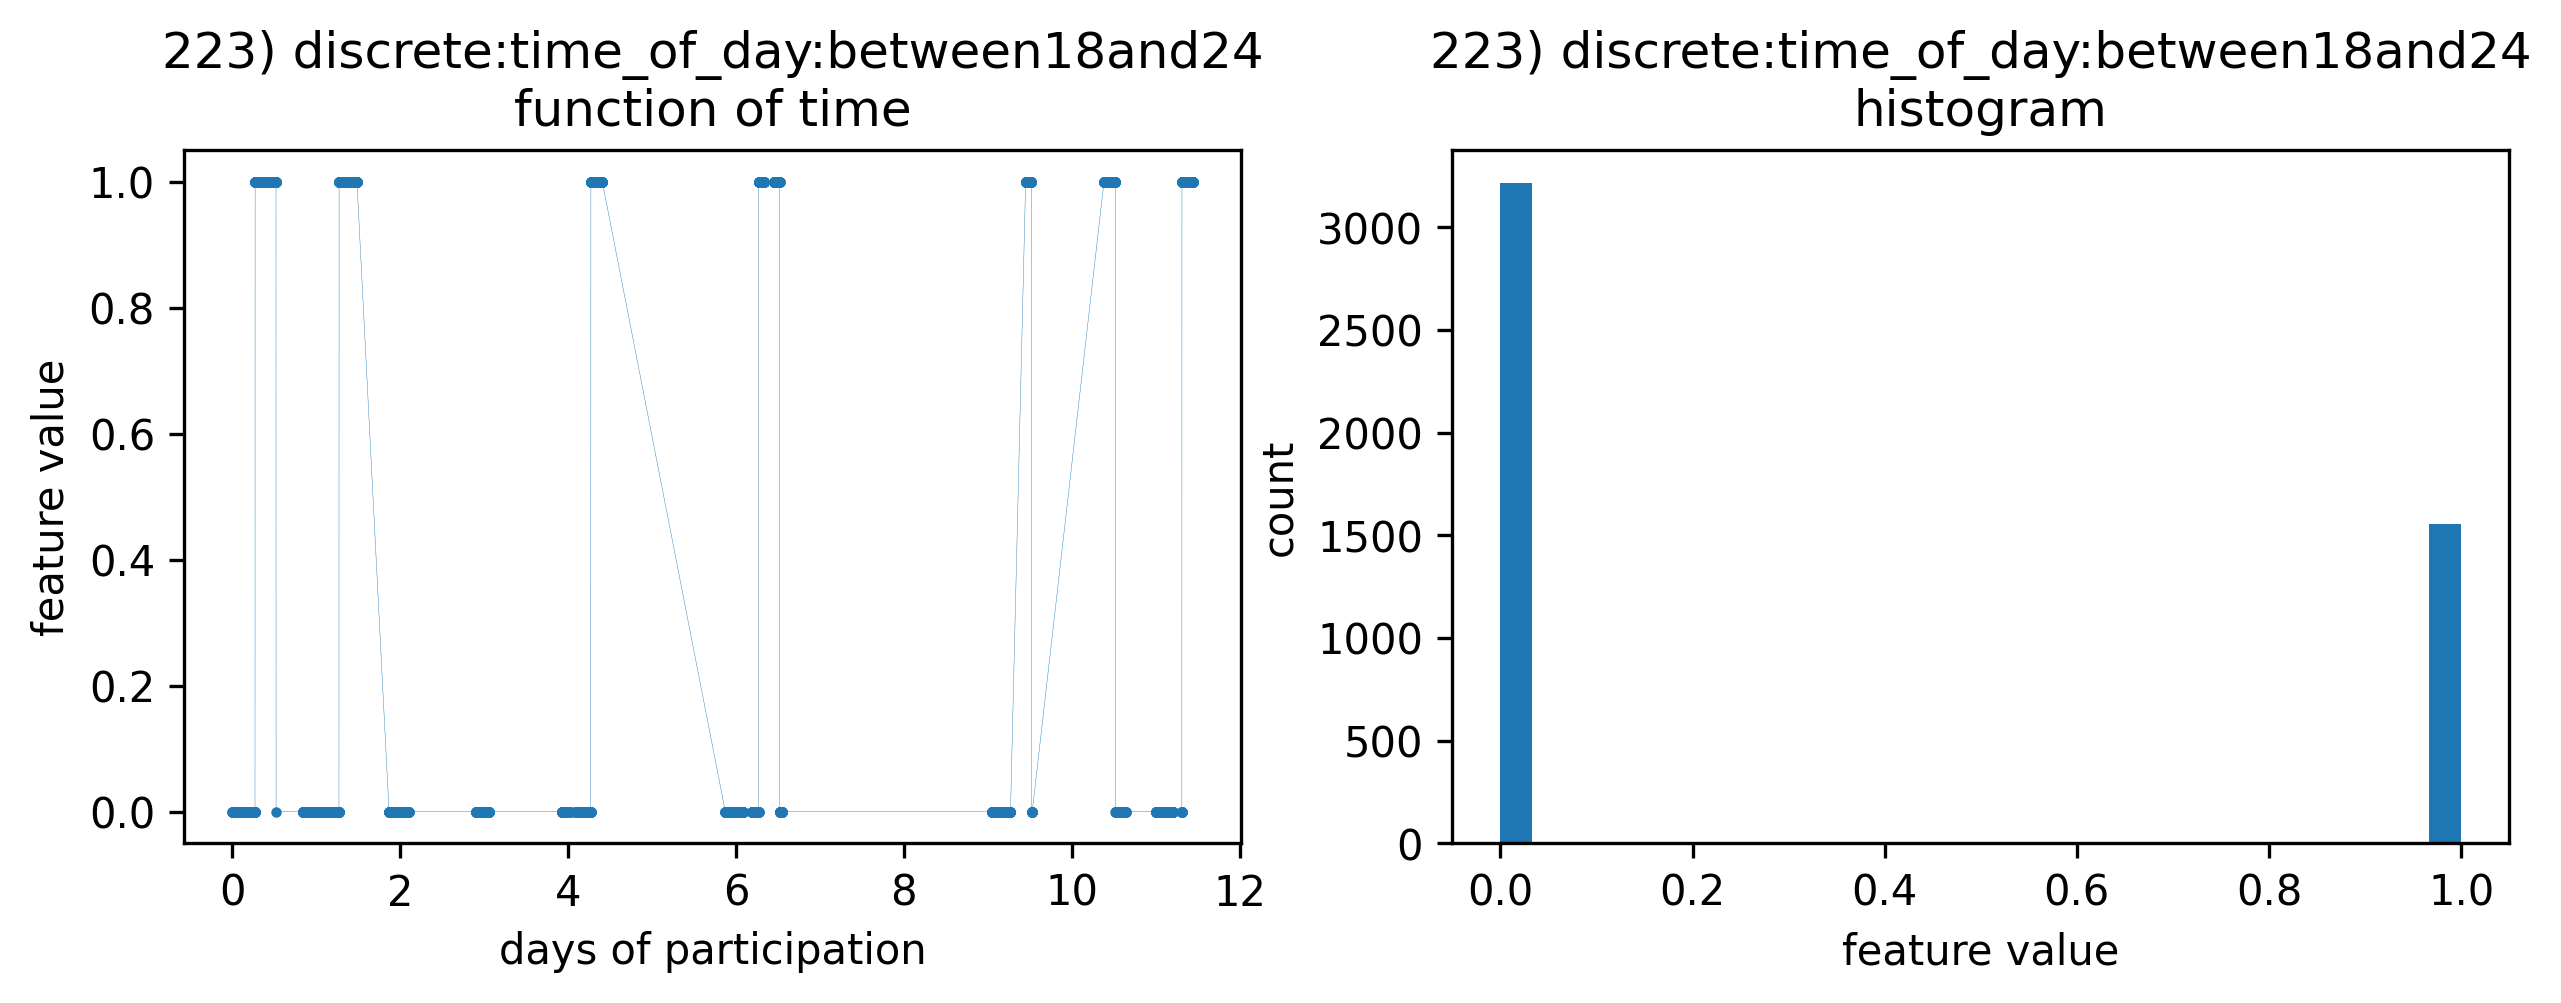 223) discrete:time_of_day:between18and24
function of time
1.0
0.8
0.6
0.4
0.2
0.0
feature value
0 2 4 6 8 10 12
days of participation
223) discrete:time_of_day:between18and24
histogram
3000
2500
2000
1500
1000
500
0
count
0.0 0.2 0.4 0.6 0.8 1.0
feature value